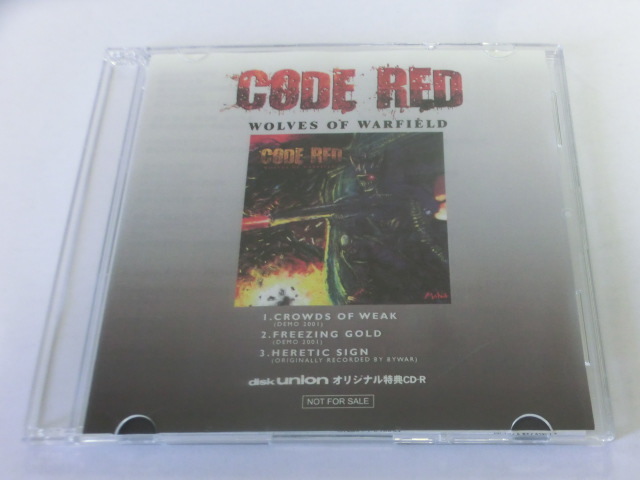 CODE RED
WOLVES OF WARFIELD
CODE RED
1.CROWDS OF WEAK
(DEMO 2001)
2.FREEZING GOLD
(DEMO 2001)
3.HERETIC SIGN
(ORIGINALLY RECORDED BY BYWAR)
disk union オリジナル特典CD-R
NOT FOR SALE